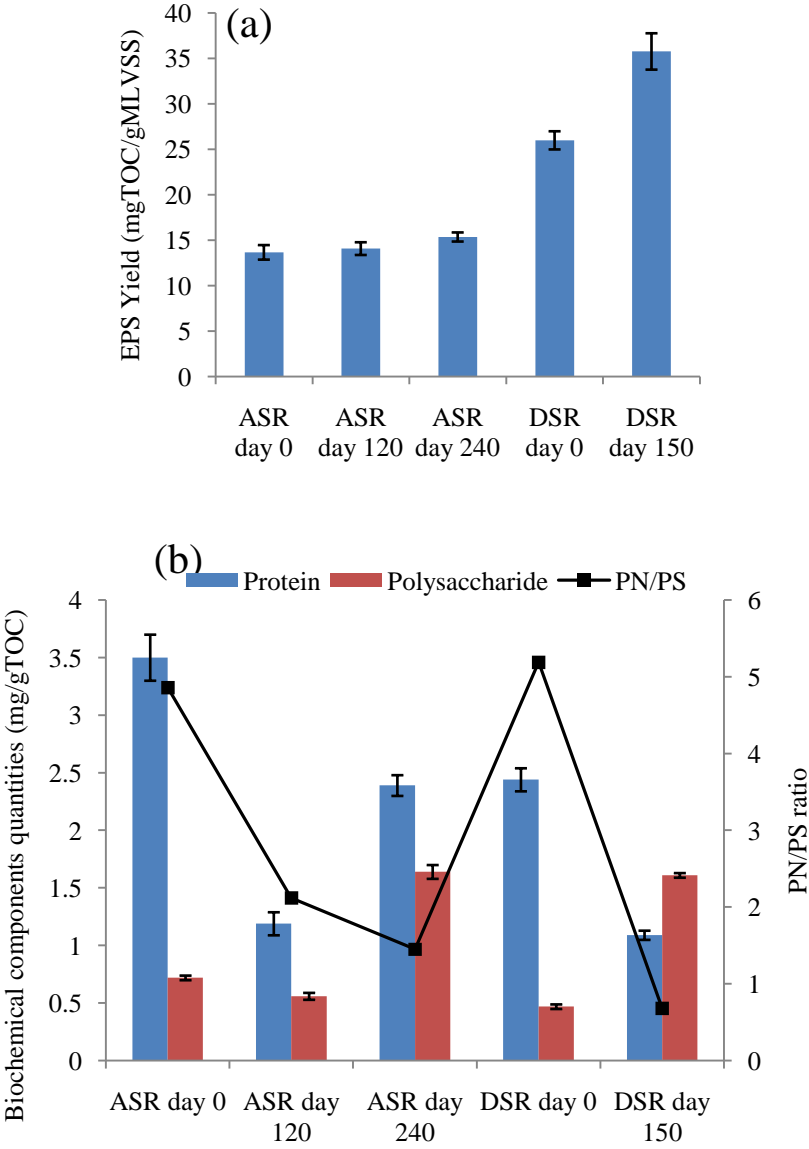 (a)
EPS Yield (mgTOC/gMLVSS)
40
35
30
25
20
15
10
5
0
ASR day 0
ASR day 120
ASR day 240
DSR day 0
DSR day 150
(b)
Protein Polysaccharide PN/PS
Biochemical components quantities (mg/gTOC)
4
3.5
3
2.5
2
1.5
1
0.5
0
6
5
4
3
2
1
0
PN/PS ratio
ASR day 0
ASR day 120
ASR day 240
DSR day 0
DSR day 150